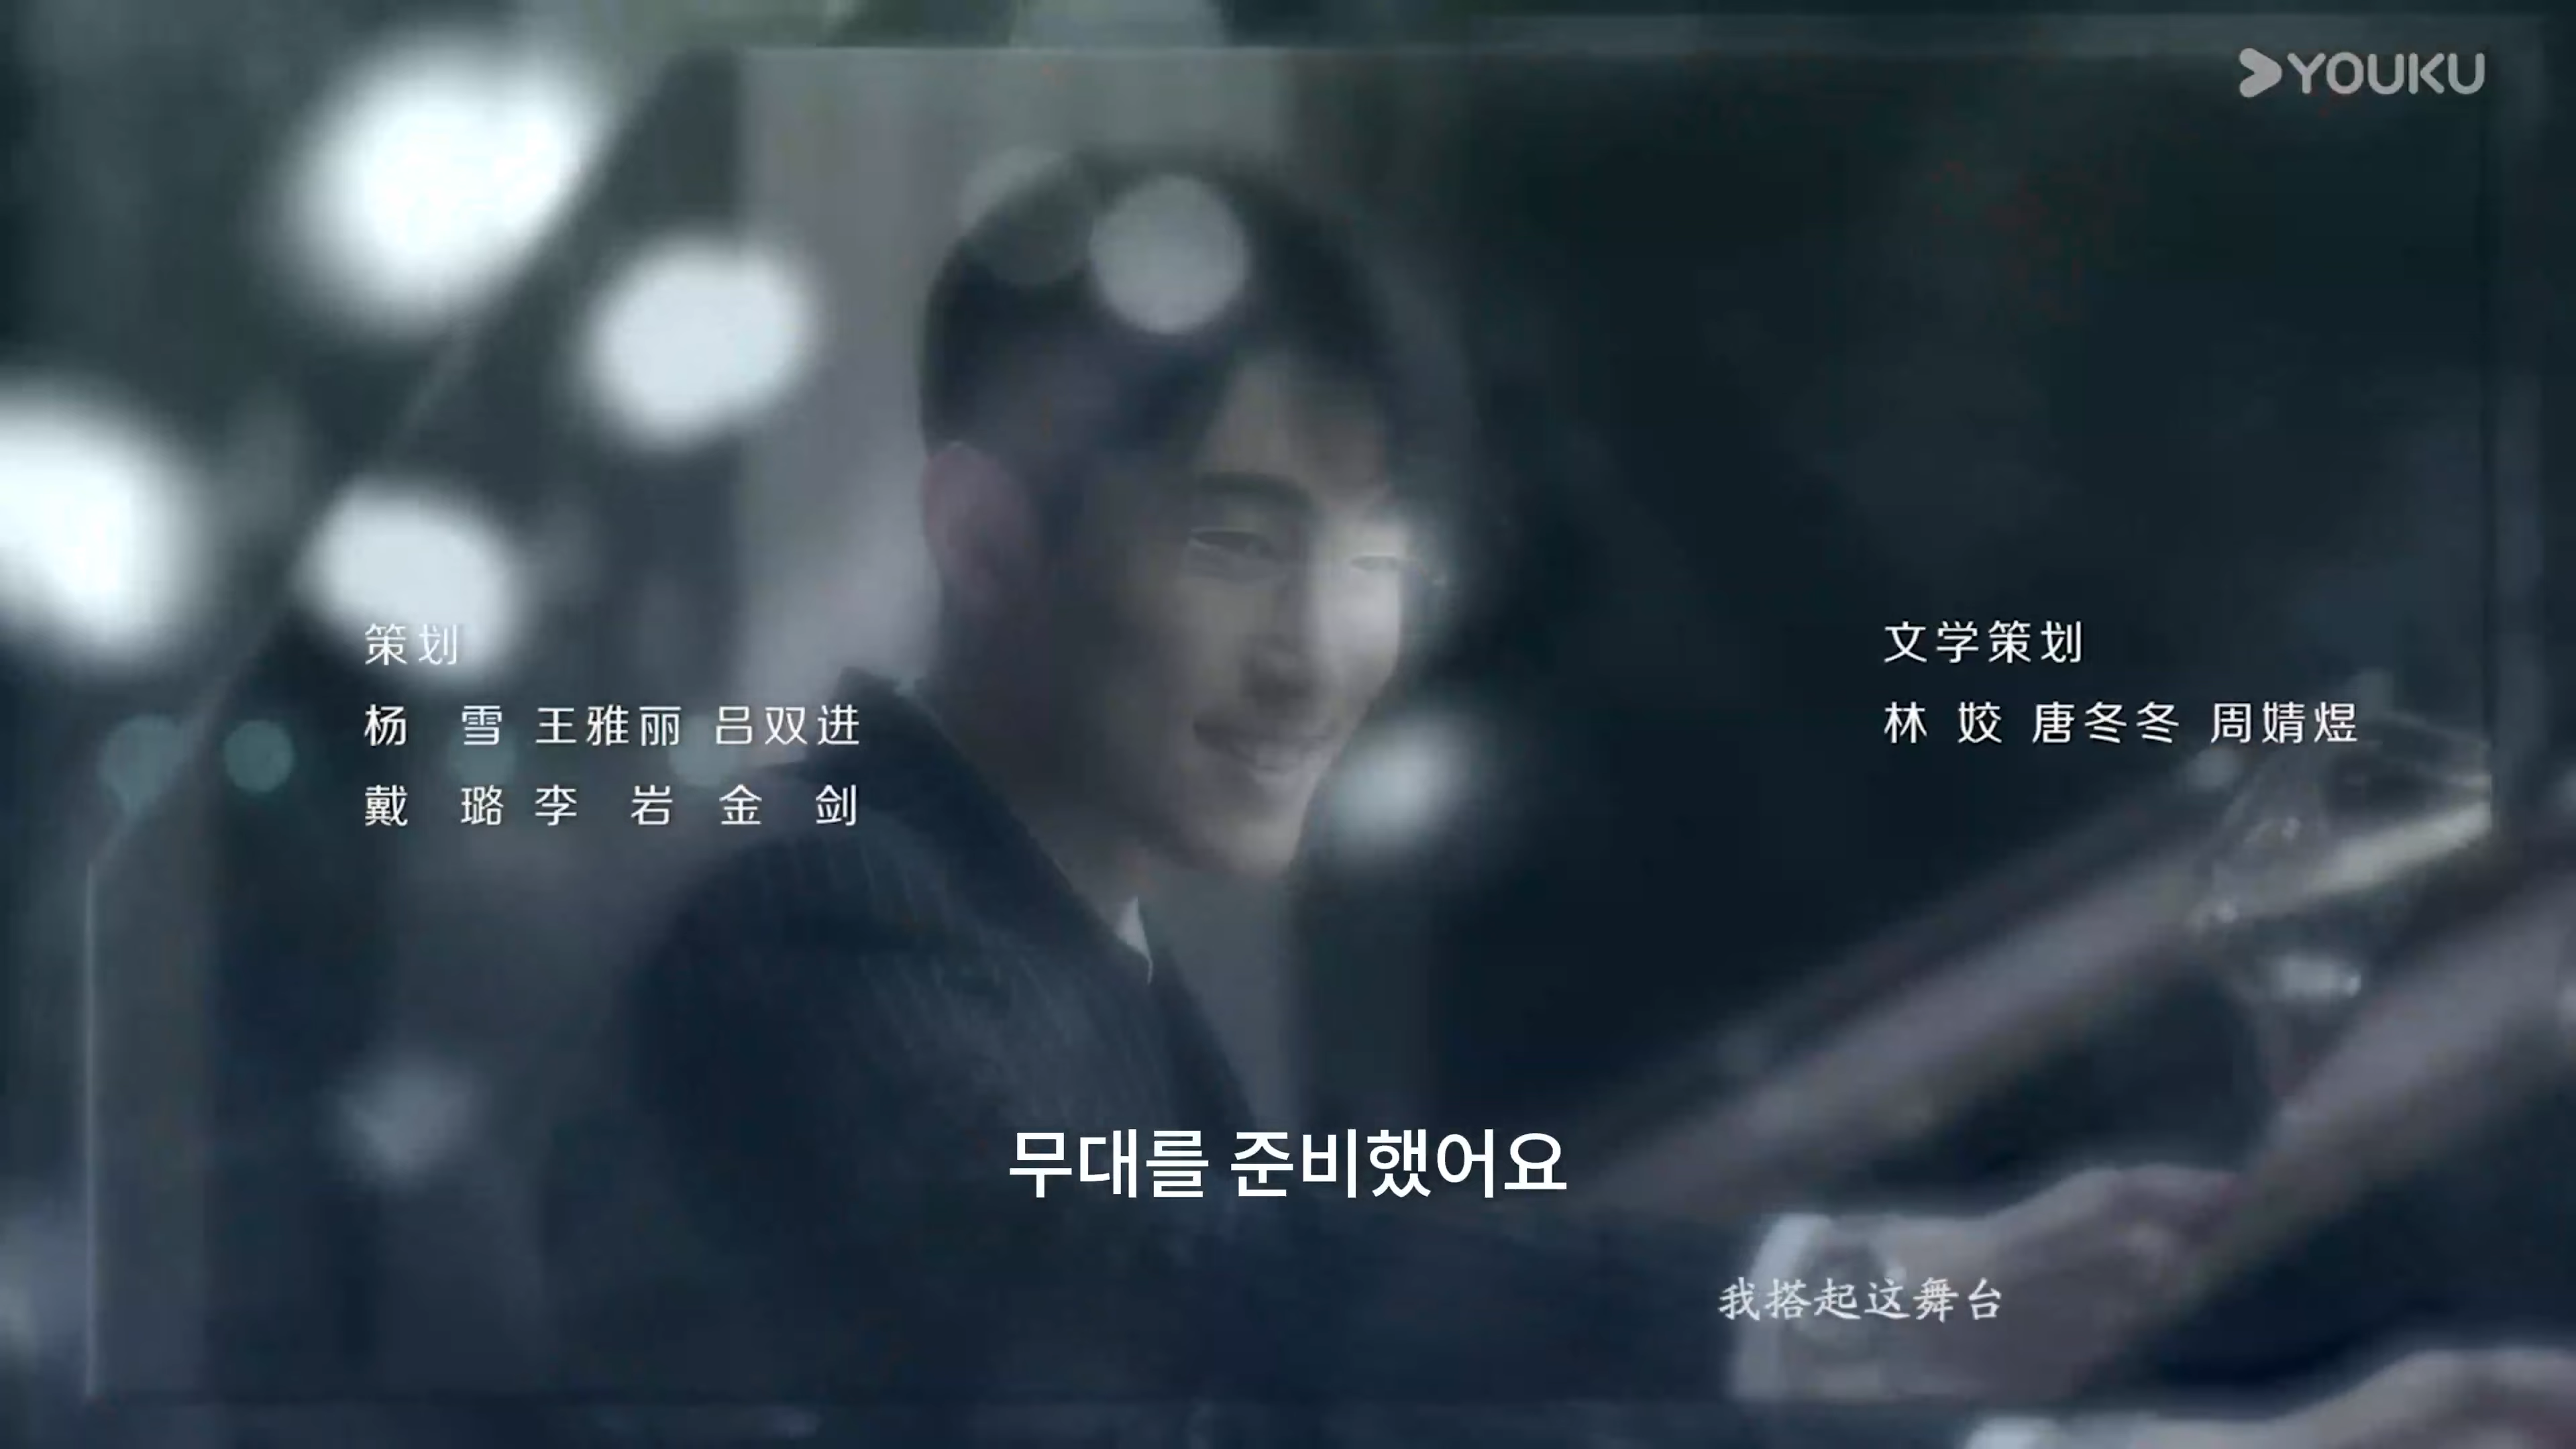 YOUKU
策划
杨 雪 王雅丽 吕双进
戴 璐 李 岩 金 剑
文学策划
林 姣 唐冬冬 周婧煜
무대를 준비했어요
我搭起这舞台